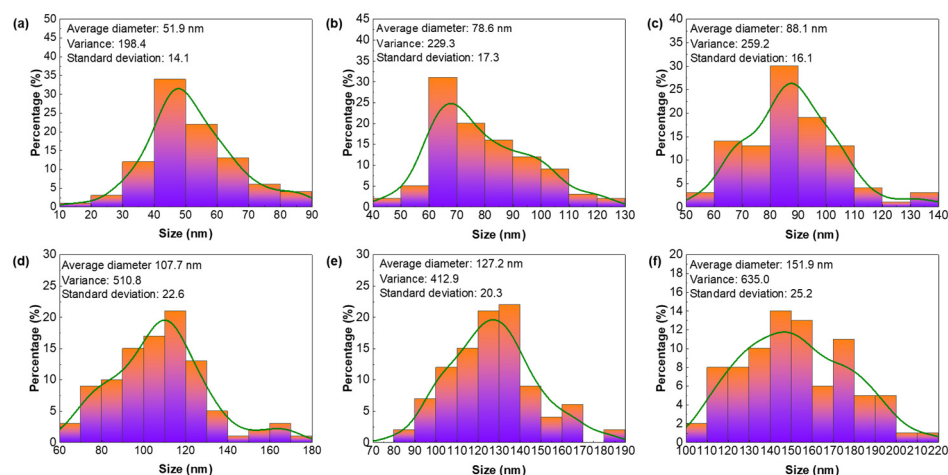 (a)
Average diameter: 51.9 nm
Variance: 198.4
Standard deviation: 14.1
Percentage (%)
45
40
35
30
25
20
15
10
5
0
10 20 30 40 50 60 70 80 90
Size (nm)
(b)
Average diameter: 78.6 nm
Variance: 229.3
Standard deviation: 17.3
Percentage (%)
45
40
35
30
25
20
15
10
5
0
40 50 60 70 80 90 100 110 120 130
Size (nm)
(c)
Average diameter: 88.1 nm
Variance: 259.2
Standard deviation: 16.1
Percentage (%)
40
35
30
25
20
15
10
5
0
50 60 70 80 90 100 110 120 130 140
Size (nm)
(d)
Average diameter 107.7 nm
Variance: 510.8
Standard deviation: 22.6
Percentage (%)
30
25
20
15
10
5
0
60 80 100 120 140 160 180
Size (nm)
(e)
Average diameter: 127.2 nm
Variance: 412.9
Standard deviation: 20.3
Percentage (%)
30
25
20
15
10
5
0
70 80 90 100 110 120 130 140 150 160 170 180 190
Size (nm)
(f)
Average diameter: 151.9 nm
Variance: 635.0
Standard deviation: 25.2
Percentage (%)
20
18
16
14
12
10
8
6
4
2
0
100 110 120 130 140 150 160 170 180 190 200 210 220
Size (nm)